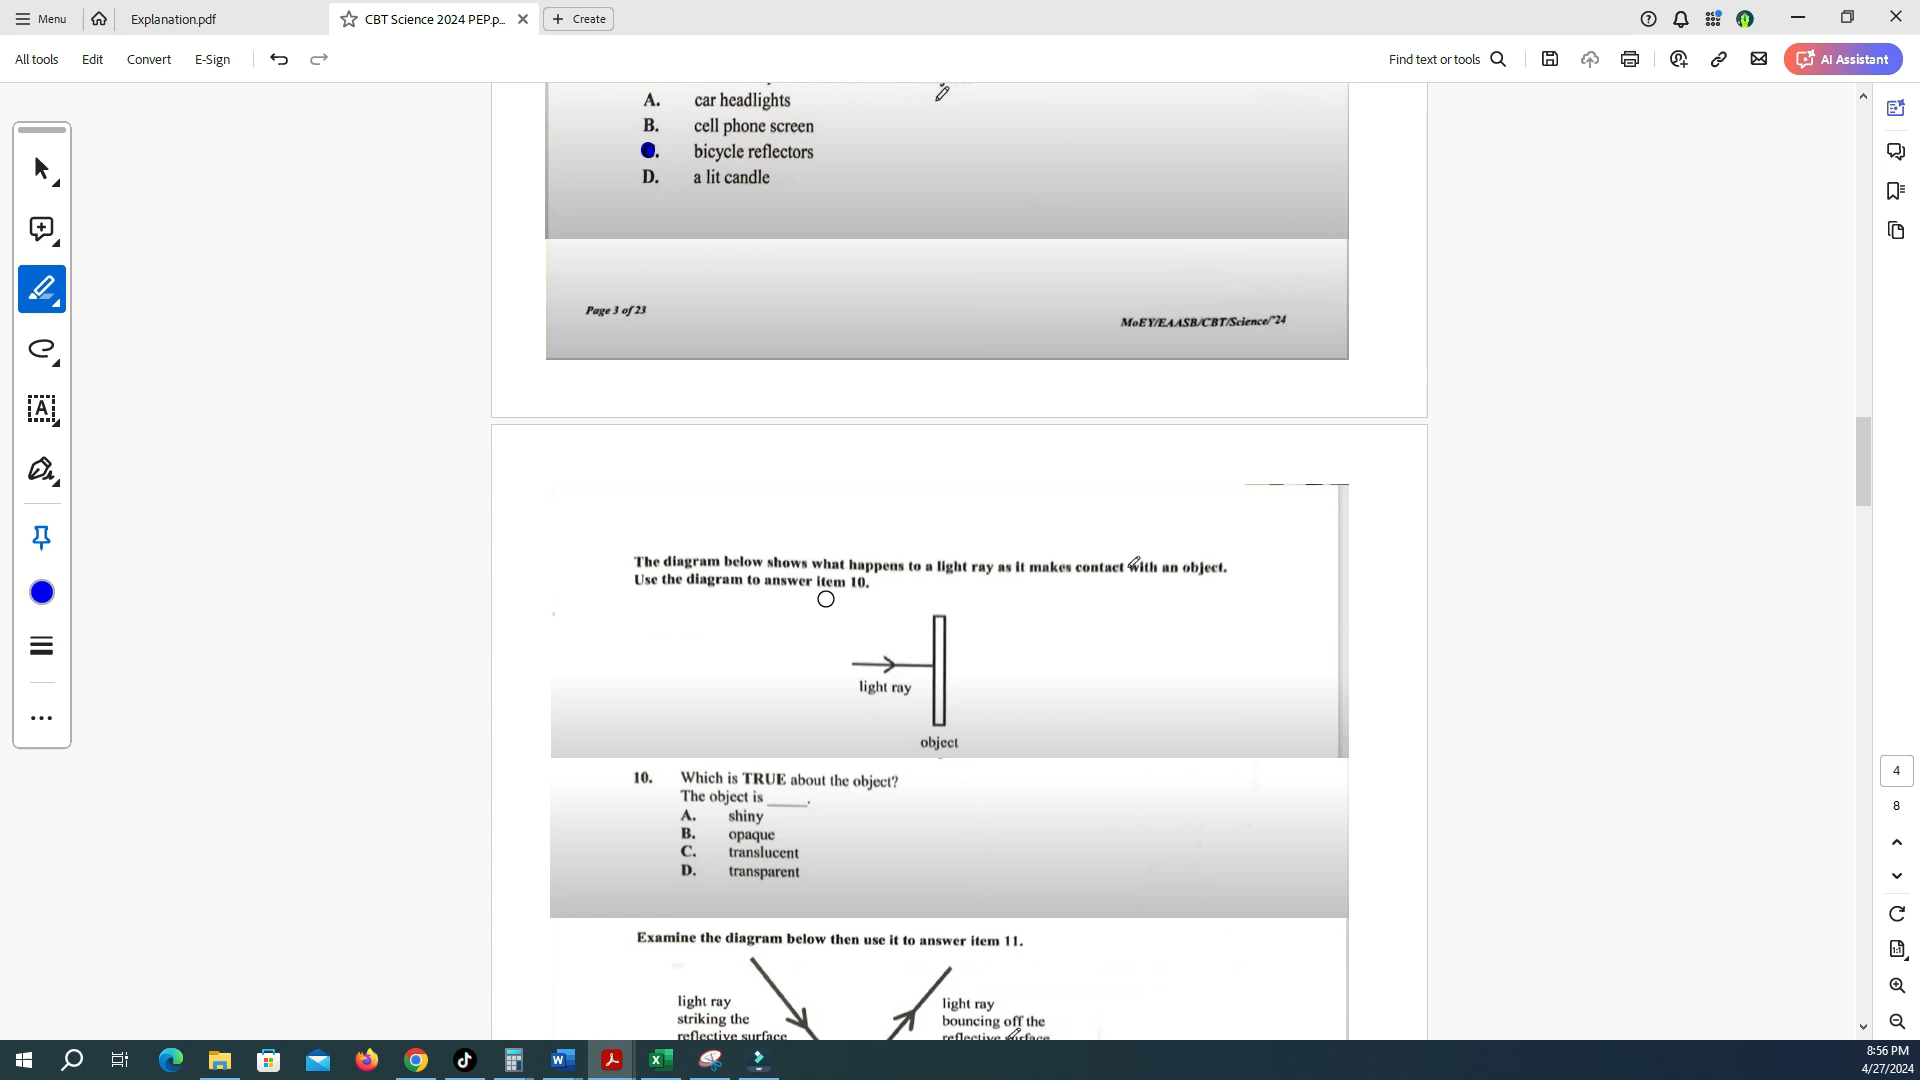 Menu
Explanation.pdf
CBT Science 2024 PEP.p...
Create
All tools
Edit
Convert
E-Sign
Find text or tools
AI Assistant
A. car headlights
B. cell phone screen
bicycle reflectors
D. a lit candle
Page 3 of 23
MoEY/EAASB/CBT/Science/'24
The diagram below shows what happens to a light ray as it makes contact with an object.
Use the diagram to answer item 10.
light ray
object
10. Which is TRUE about the object?
The object is _____.
A. shiny
B. opaque
C. translucent
D. transparent
Examine the diagram below then use it to answer item 11.
light ray
striking the
reflective surface
light ray
bouncing off the
reflective surface
4
8
8:56 PM
4/27/2024